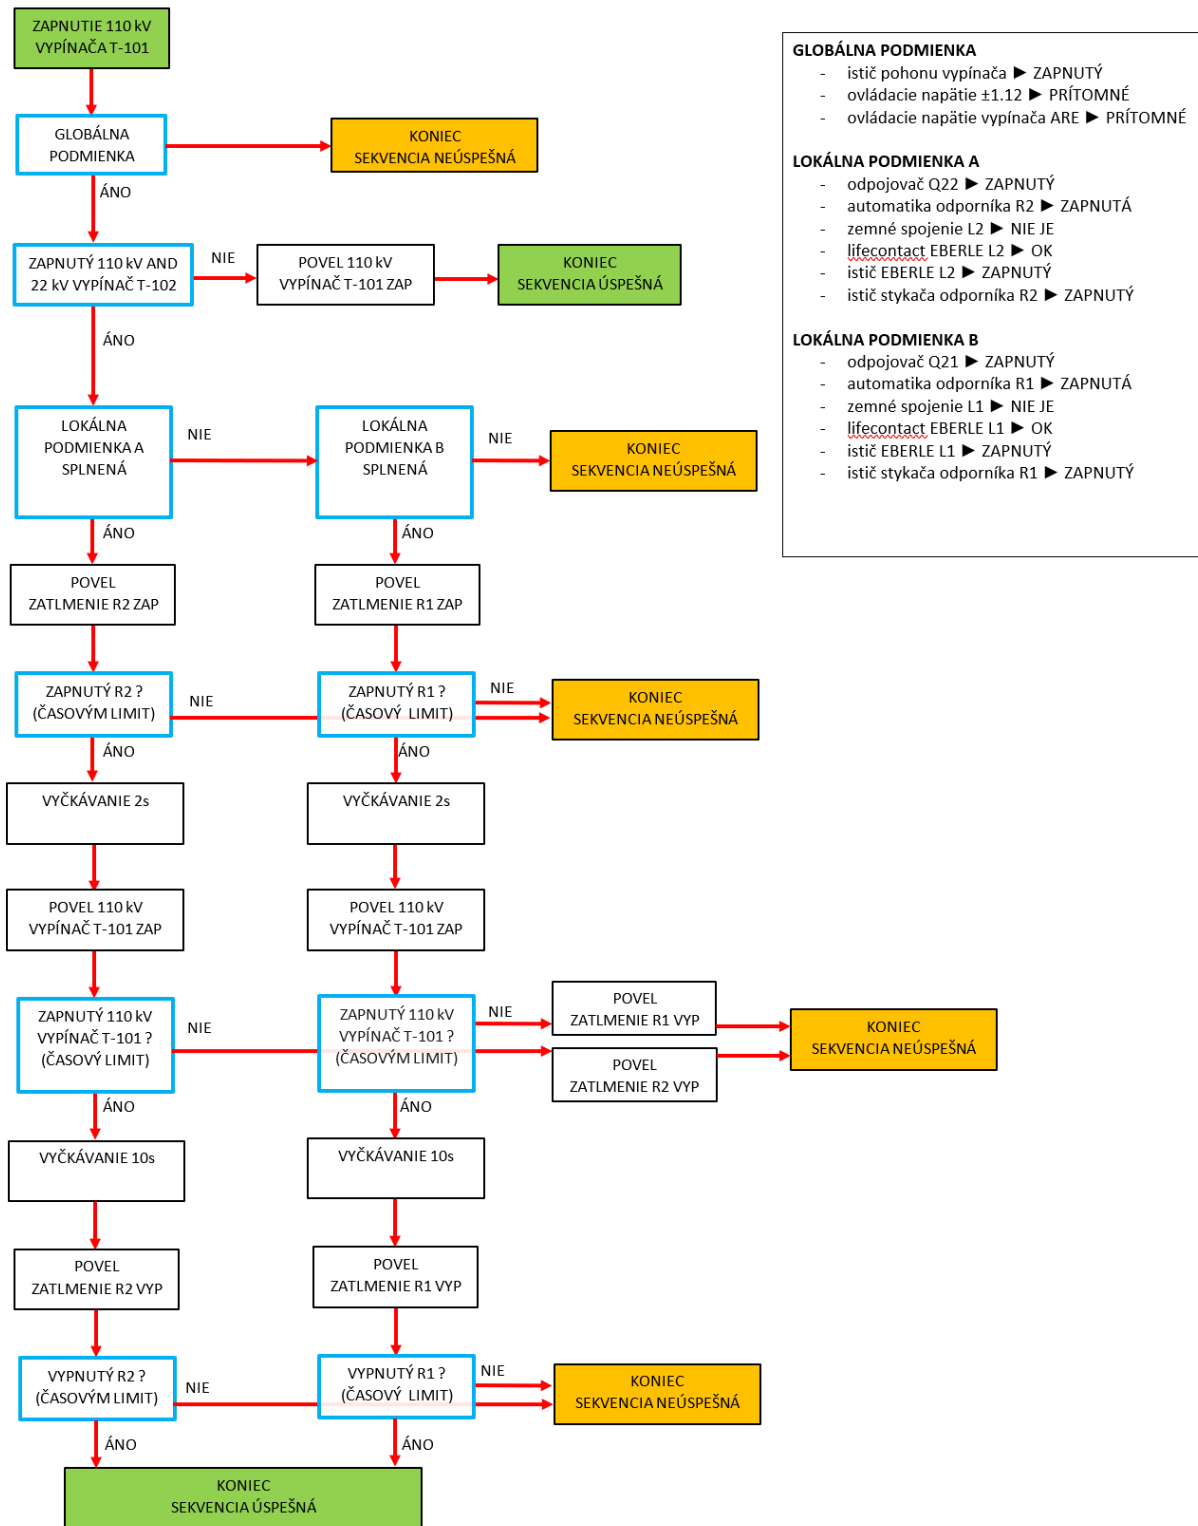 ZAPNUTIE 110 kV
VYPÍNAČA T-101
GLOBÁLNA
PODMIENKA
KONIEC
SEKVENCIA NEÚSPEŠNÁ
ÁNO
ZAPNUTÝ 110 kV AND
22 kV VYPÍNAČ T-102
NIE
POVEL 110 kV
VYPÍNAČ T-101 ZAP
KONIEC
SEKVENCIA ÚSPEŠNÁ
ÁNO
LOKÁLNA
PODMIENKA A
SPLNENÁ
NIE
LOKÁLNA
PODMIENKA B
SPLNENÁ
NIE
KONIEC
SEKVENCIA NEÚSPEŠNÁ
ÁNO
ÁNO
POVEL
ZATLMENIE R2 ZAP
POVEL
ZATLMENIE R1 ZAP
ZAPNUTÝ R2 ?
(ČASOVÝM LIMIT)
NIE
ZAPNUTÝ R1 ?
(ČASOVÝ LIMIT)
NIE
KONIEC
SEKVENCIA NEÚSPEŠNÁ
ÁNO
ÁNO
VYČKÁVANIE 2s
VYČKÁVANIE 2s
POVEL 110 kV
VYPÍNAČ T-101 ZAP
POVEL 110 kV
VYPÍNAČ T-101 ZAP
ZAPNUTÝ 110 kV
VYPÍNAČ T-101 ?
(ČASOVÝ LIMIT)
NIE
ZAPNUTÝ 110 kV
VYPÍNAČ T-101 ?
(ČASOVÝM LIMIT)
NIE
POVEL
ZATLMENIE R1 VYP
POVEL
ZATLMENIE R2 VYP
KONIEC
SEKVENCIA NEÚSPEŠNÁ
ÁNO
ÁNO
VYČKÁVANIE 10s
VYČKÁVANIE 10s
POVEL
ZATLMENIE R2 VYP
POVEL
ZATLMENIE R1 VYP
VYPNUTÝ R2 ?
(ČASOVÝM LIMIT)
NIE
VYPNUTÝ R1 ?
(ČASOVÝ LIMIT)
NIE
KONIEC
SEKVENCIA NEÚSPEŠNÁ
ÁNO
ÁNO
KONIEC
SEKVENCIA ÚSPEŠNÁ
GLOBÁLNA PODMIENKA
- istič pohonu vypínača ► ZAPNUTÝ
- ovládacie napätie ±1.12 ► PRÍTOMNÉ
- ovládacie napätie vypínača ARE ► PRÍTOMNÉ
LOKÁLNA PODMIENKA A
- odpojovač Q22 ► ZAPNUTÝ
- automatika odporníka R2 ► ZAPNUTÁ
- zemné spojenie L2 ► NIE JE
- lifecontact EBERLE L2 ► OK
- istič EBERLE L2 ► ZAPNUTÝ
- istič stykača odporníka R2 ► ZAPNUTÝ
LOKÁLNA PODMIENKA B
- odpojovač Q21 ► ZAPNUTÝ
- automatika odporníka R1 ► ZAPNUTÁ
- zemné spojenie L1 ► NIE JE
- lifecontact EBERLE L1 ► OK
- istič EBERLE L1 ► ZAPNUTÝ
- istič stykača odporníka R1 ► ZAPNUTÝ